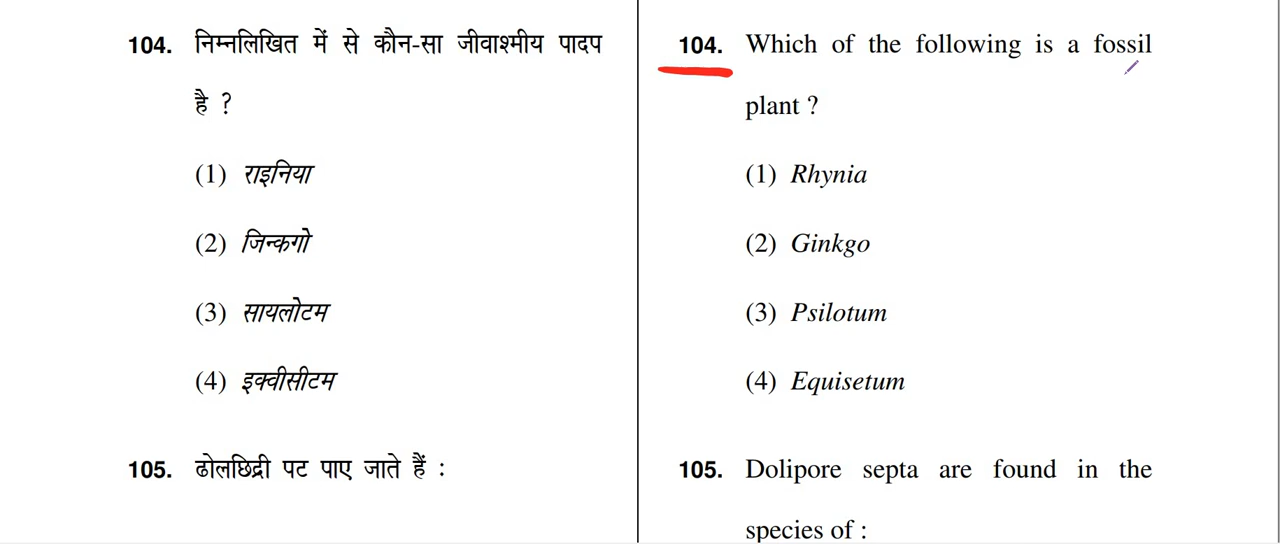 104. निम्नलिखित में से कौन-सा जीवाश्मीय पादप
है ?
(1) राइनिया
(2) जिन्कगो
(3) सायलोटम
(4) इक्वीसीटम
105. ढोलछिद्री पट पाए जाते हैं :
104. Which of the following is a fossil
plant ?
(1) Rhynia
(2) Ginkgo
(3) Psilotum
(4) Equisetum
105. Dolipore septa are found in the
species of :